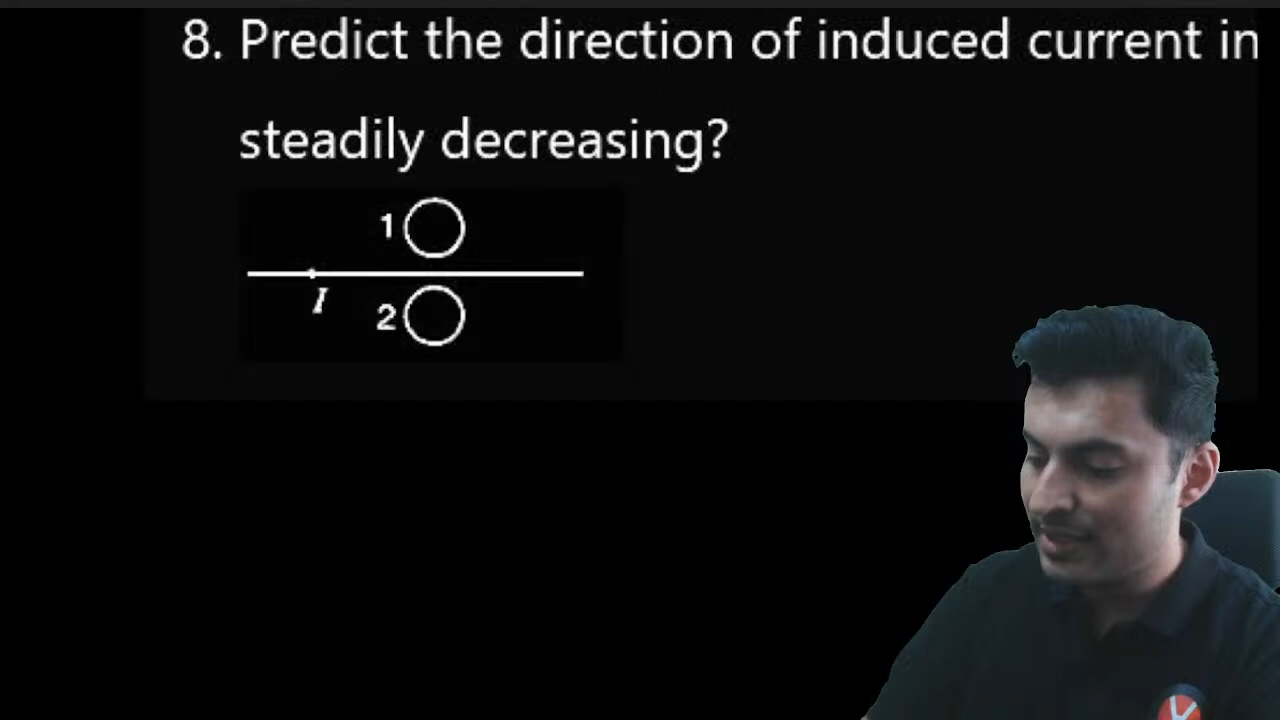 8. Predict the direction of induced current in
steadily decreasing?
1
I
2